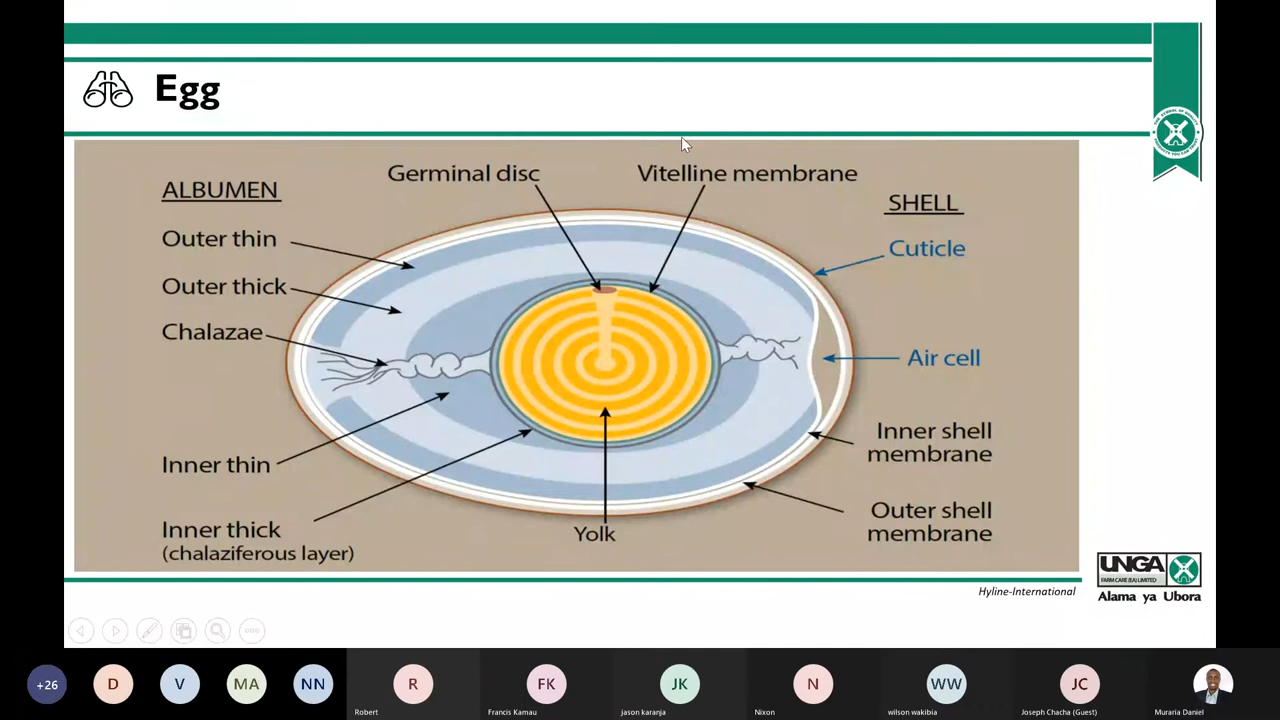 Egg
ALBUMEN
Germinal disc
Vitelline membrane
SHELL
Outer thin
Cuticle
Outer thick
Chalazae
Air cell
Inner shell
membrane
Inner thin
Outer shell
membrane
Inner thick
(chalaziferous layer)
Yolk
Hyline-International
UNGA
FARM CARE (EA) LIMITED
Alama ya Ubora
+26
D
V
MA
NN
R
Robert
FK
Francis Kamau
JK
jason karanja
N
Nixon
WW
wilson wakibia
JC
Joseph Chacha (Guest)
Muraria Daniel